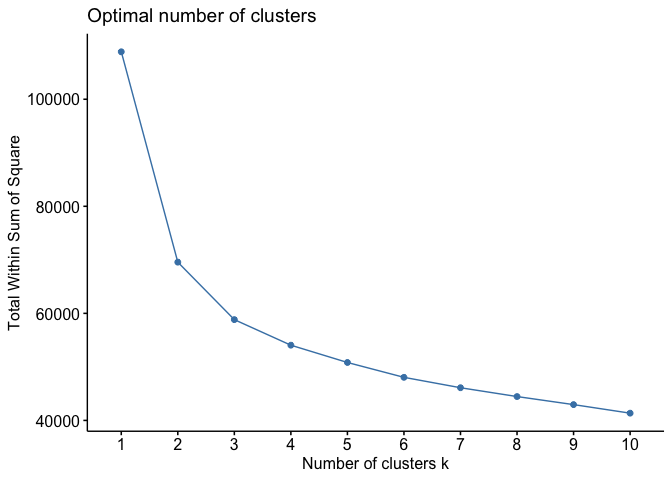 Optimal number of clusters
Total Within Sum of Square
100000
80000
60000
40000
1 2 3 4 5 6 7 8 9 10
Number of clusters k